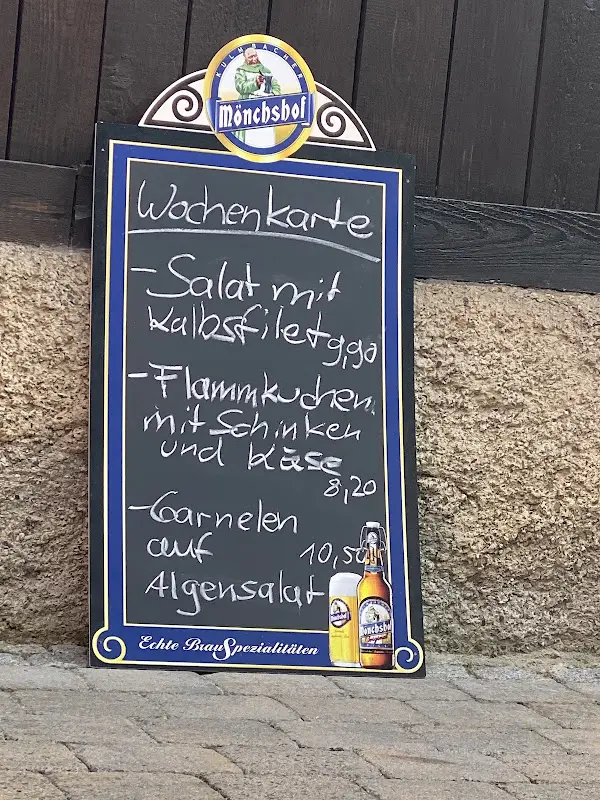 KULMBACHER
Mönchshof
Wochenkarte
- Salat mit
Kalbsfilet 9,90
- Flammkuchen
mit Schinken
und Käse
8,20
- Garnelen
auf 10,50
Algensalat
Mönchshof
Echte BrauSpezialitäten